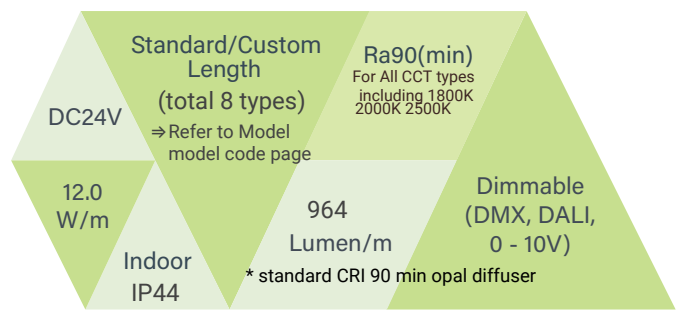 DC24V
Standard/Custom
Length
(total 8 types)
⇒Refer to Model
model code page
Ra90(min)
For All CCT types
including 1800K
2000K 2500K
12.0
W/m
Indoor
IP44
964
Lumen/m
* standard CRI 90 min opal diffuser
Dimmable
(DMX, DALI,
0 - 10V)